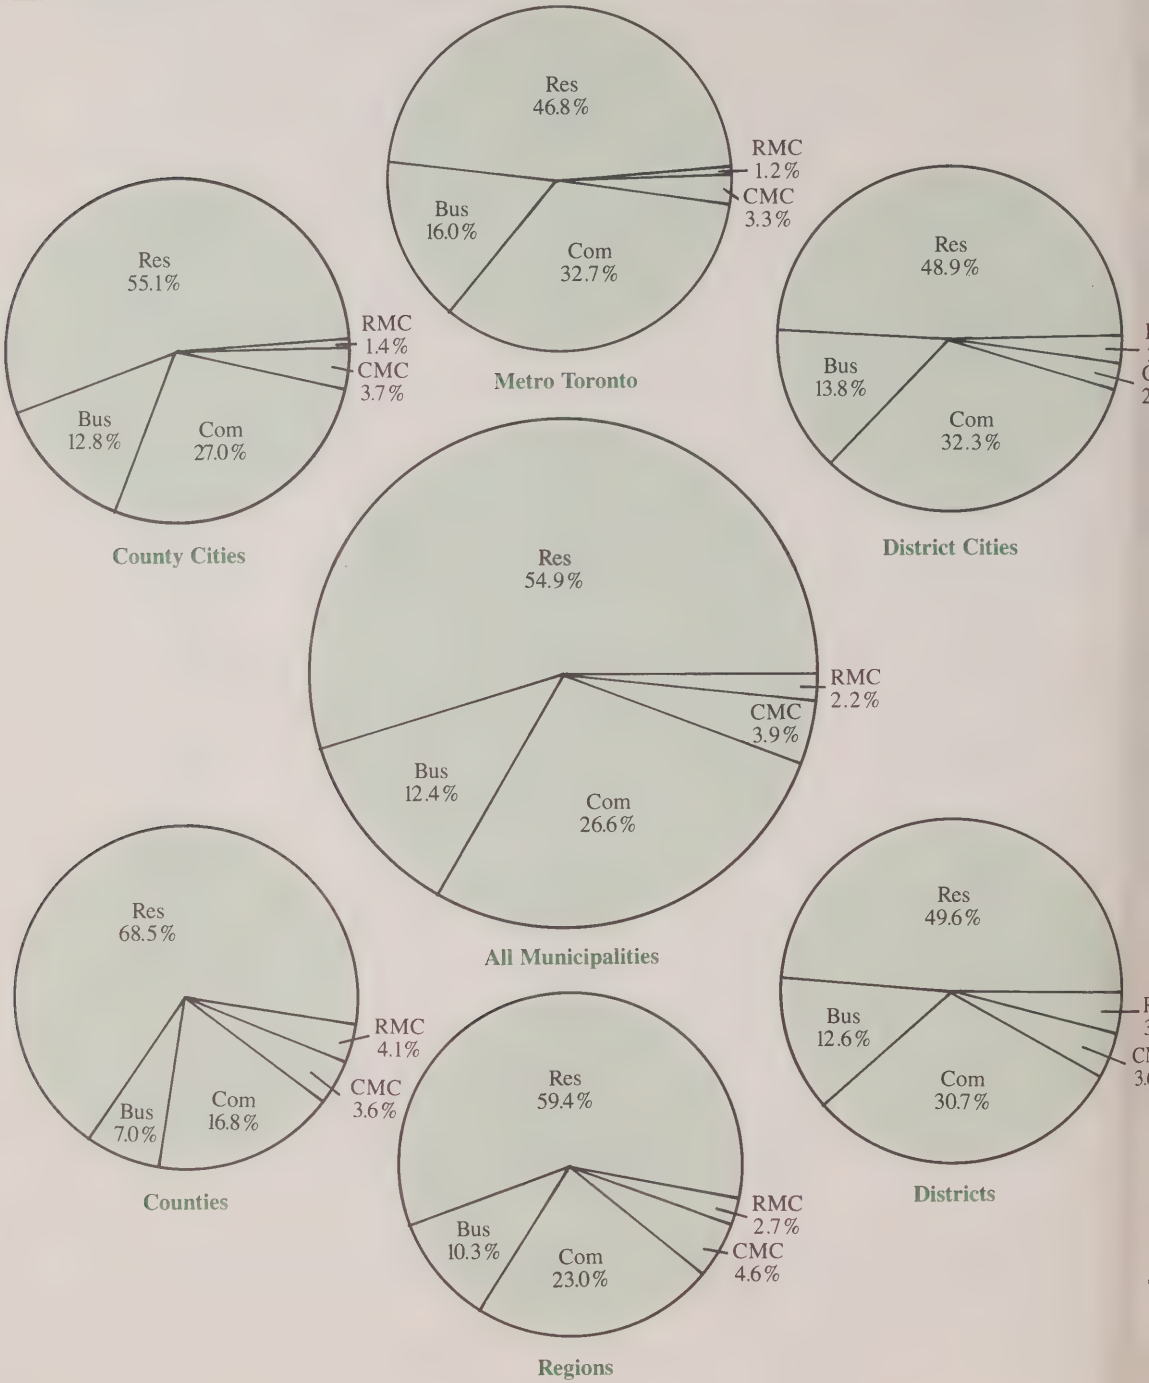 Res
46.8%
RMC
1.2%
CMC
3.3%
Bus
16.0%
Com
32.7%
Metro Toronto
Res
55.1%
RMC
1.4%
CMC
3.7%
Bus
12.8%
Com
27.0%
County Cities
Res
48.9%
Bus
13.8%
Com
32.3%
District Cities
Res
54.9%
RMC
2.2%
CMC
3.9%
Bus
12.4%
Com
26.6%
All Municipalities
Res
68.5%
RMC
4.1%
CMC
3.6%
Bus
7.0%
Com
16.8%
Counties
Res
59.4%
RMC
2.7%
CMC
4.6%
Bus
10.3%
Com
23.0%
Regions
Res
49.6%
Bus
12.6%
Com
30.7%
Districts